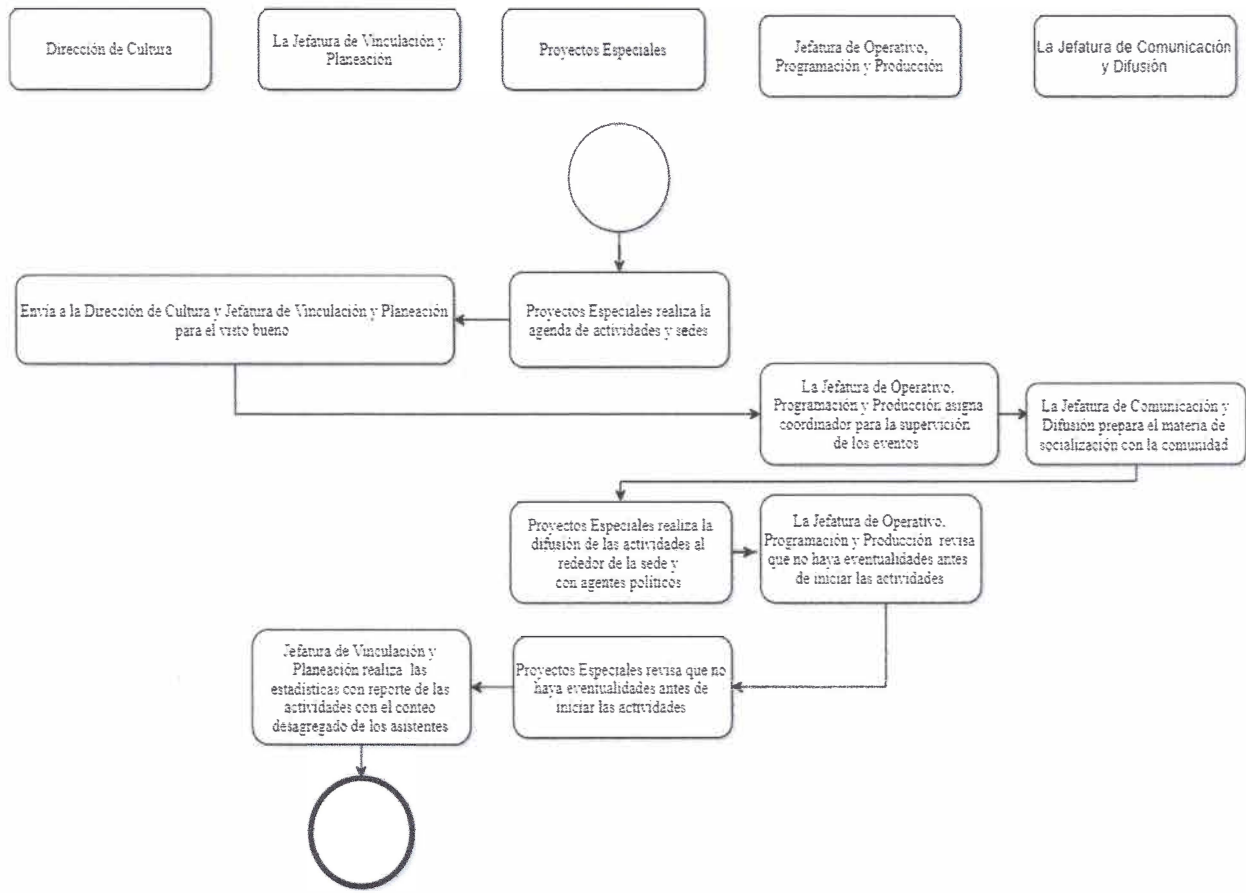 Dirección de Cultura
La Jefatura de Vinculación y
Planeación
Proyectos Especiales
Jefatura de Operativo,
Programación y Producción
La Jefatura de Comunicación
y Difusión
Envía a la Dirección de Cultura y Jefatura de Vinculación y Planeación
para el visto bueno
Proyectos Especiales realiza la
agenda de actividades y sedes
La Jefatura de Operativo,
Programación y Producción asigna
coordinador para la supervición
de los eventos
La Jefatura de Comunicación y
Difusión prepara el materia de
socialización con la comunidad
Proyectos Especiales realiza la
difusión de las actividades al
rededor de la sede y
con agentes políticos
La Jefatura de Operativo,
Programación y Producción revisa
que no haya eventualidades antes
de iniciar las actividades
Jefatura de Vinculación y
Planeación realiza las
estadísticas con reporte de las
actividades con el conteo
desagregado de los asistentes
Proyectos Especiales revisa que no
haya eventualidades antes de
iniciar las actividades